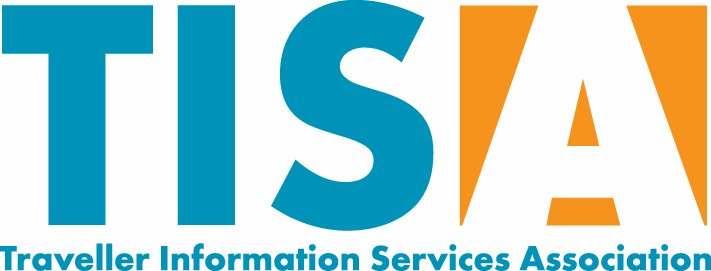 TISA
Traveller Information Services Association